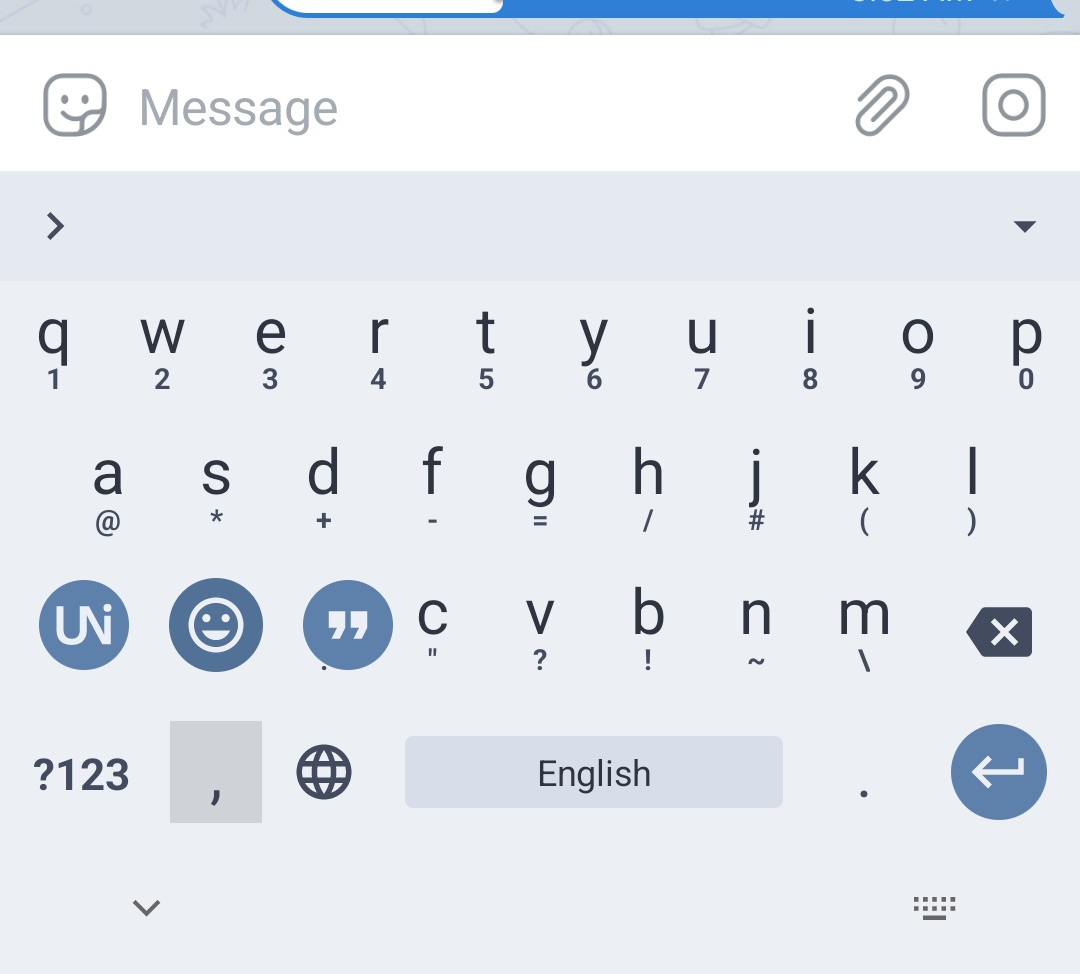 Message
q w e r t y u i o p
1 2 3 4 5 6 7 8 9 0
a s d f g h j k l
@ * + - = / # ( )
UNi c v b n m
" ? ! ~ \
?123 , English .